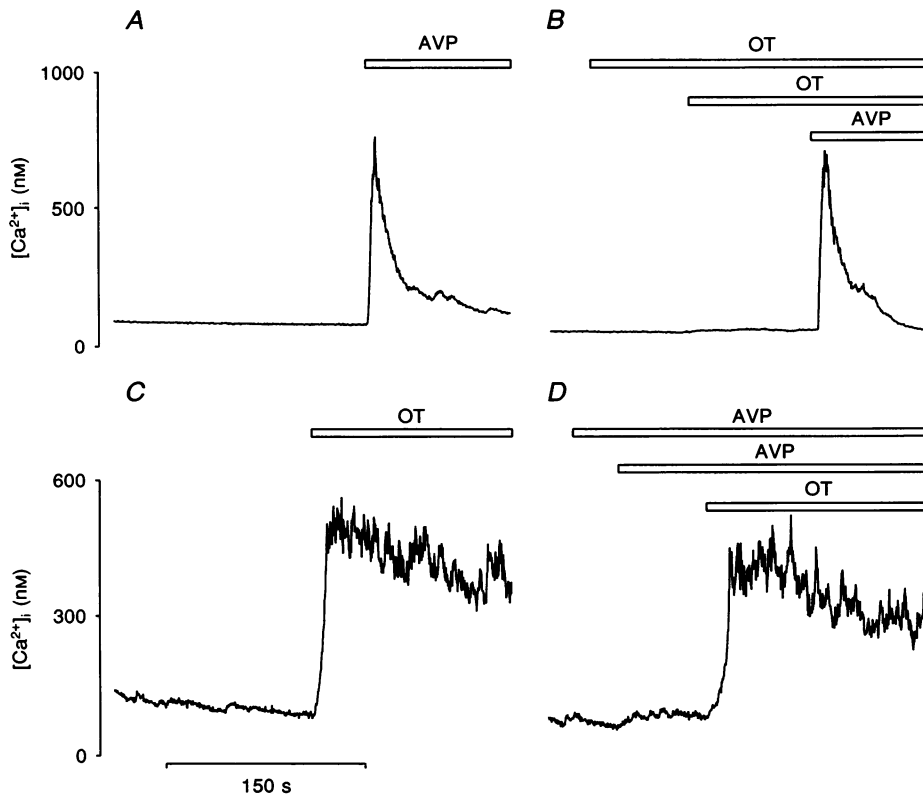 A
AVP
B
OT
OT
AVP
1000
500
0
[Ca²⁺]ᵢ (nM)
C
OT
D
AVP
AVP
OT
600
300
0
[Ca²⁺]ᵢ (nM)
150 s